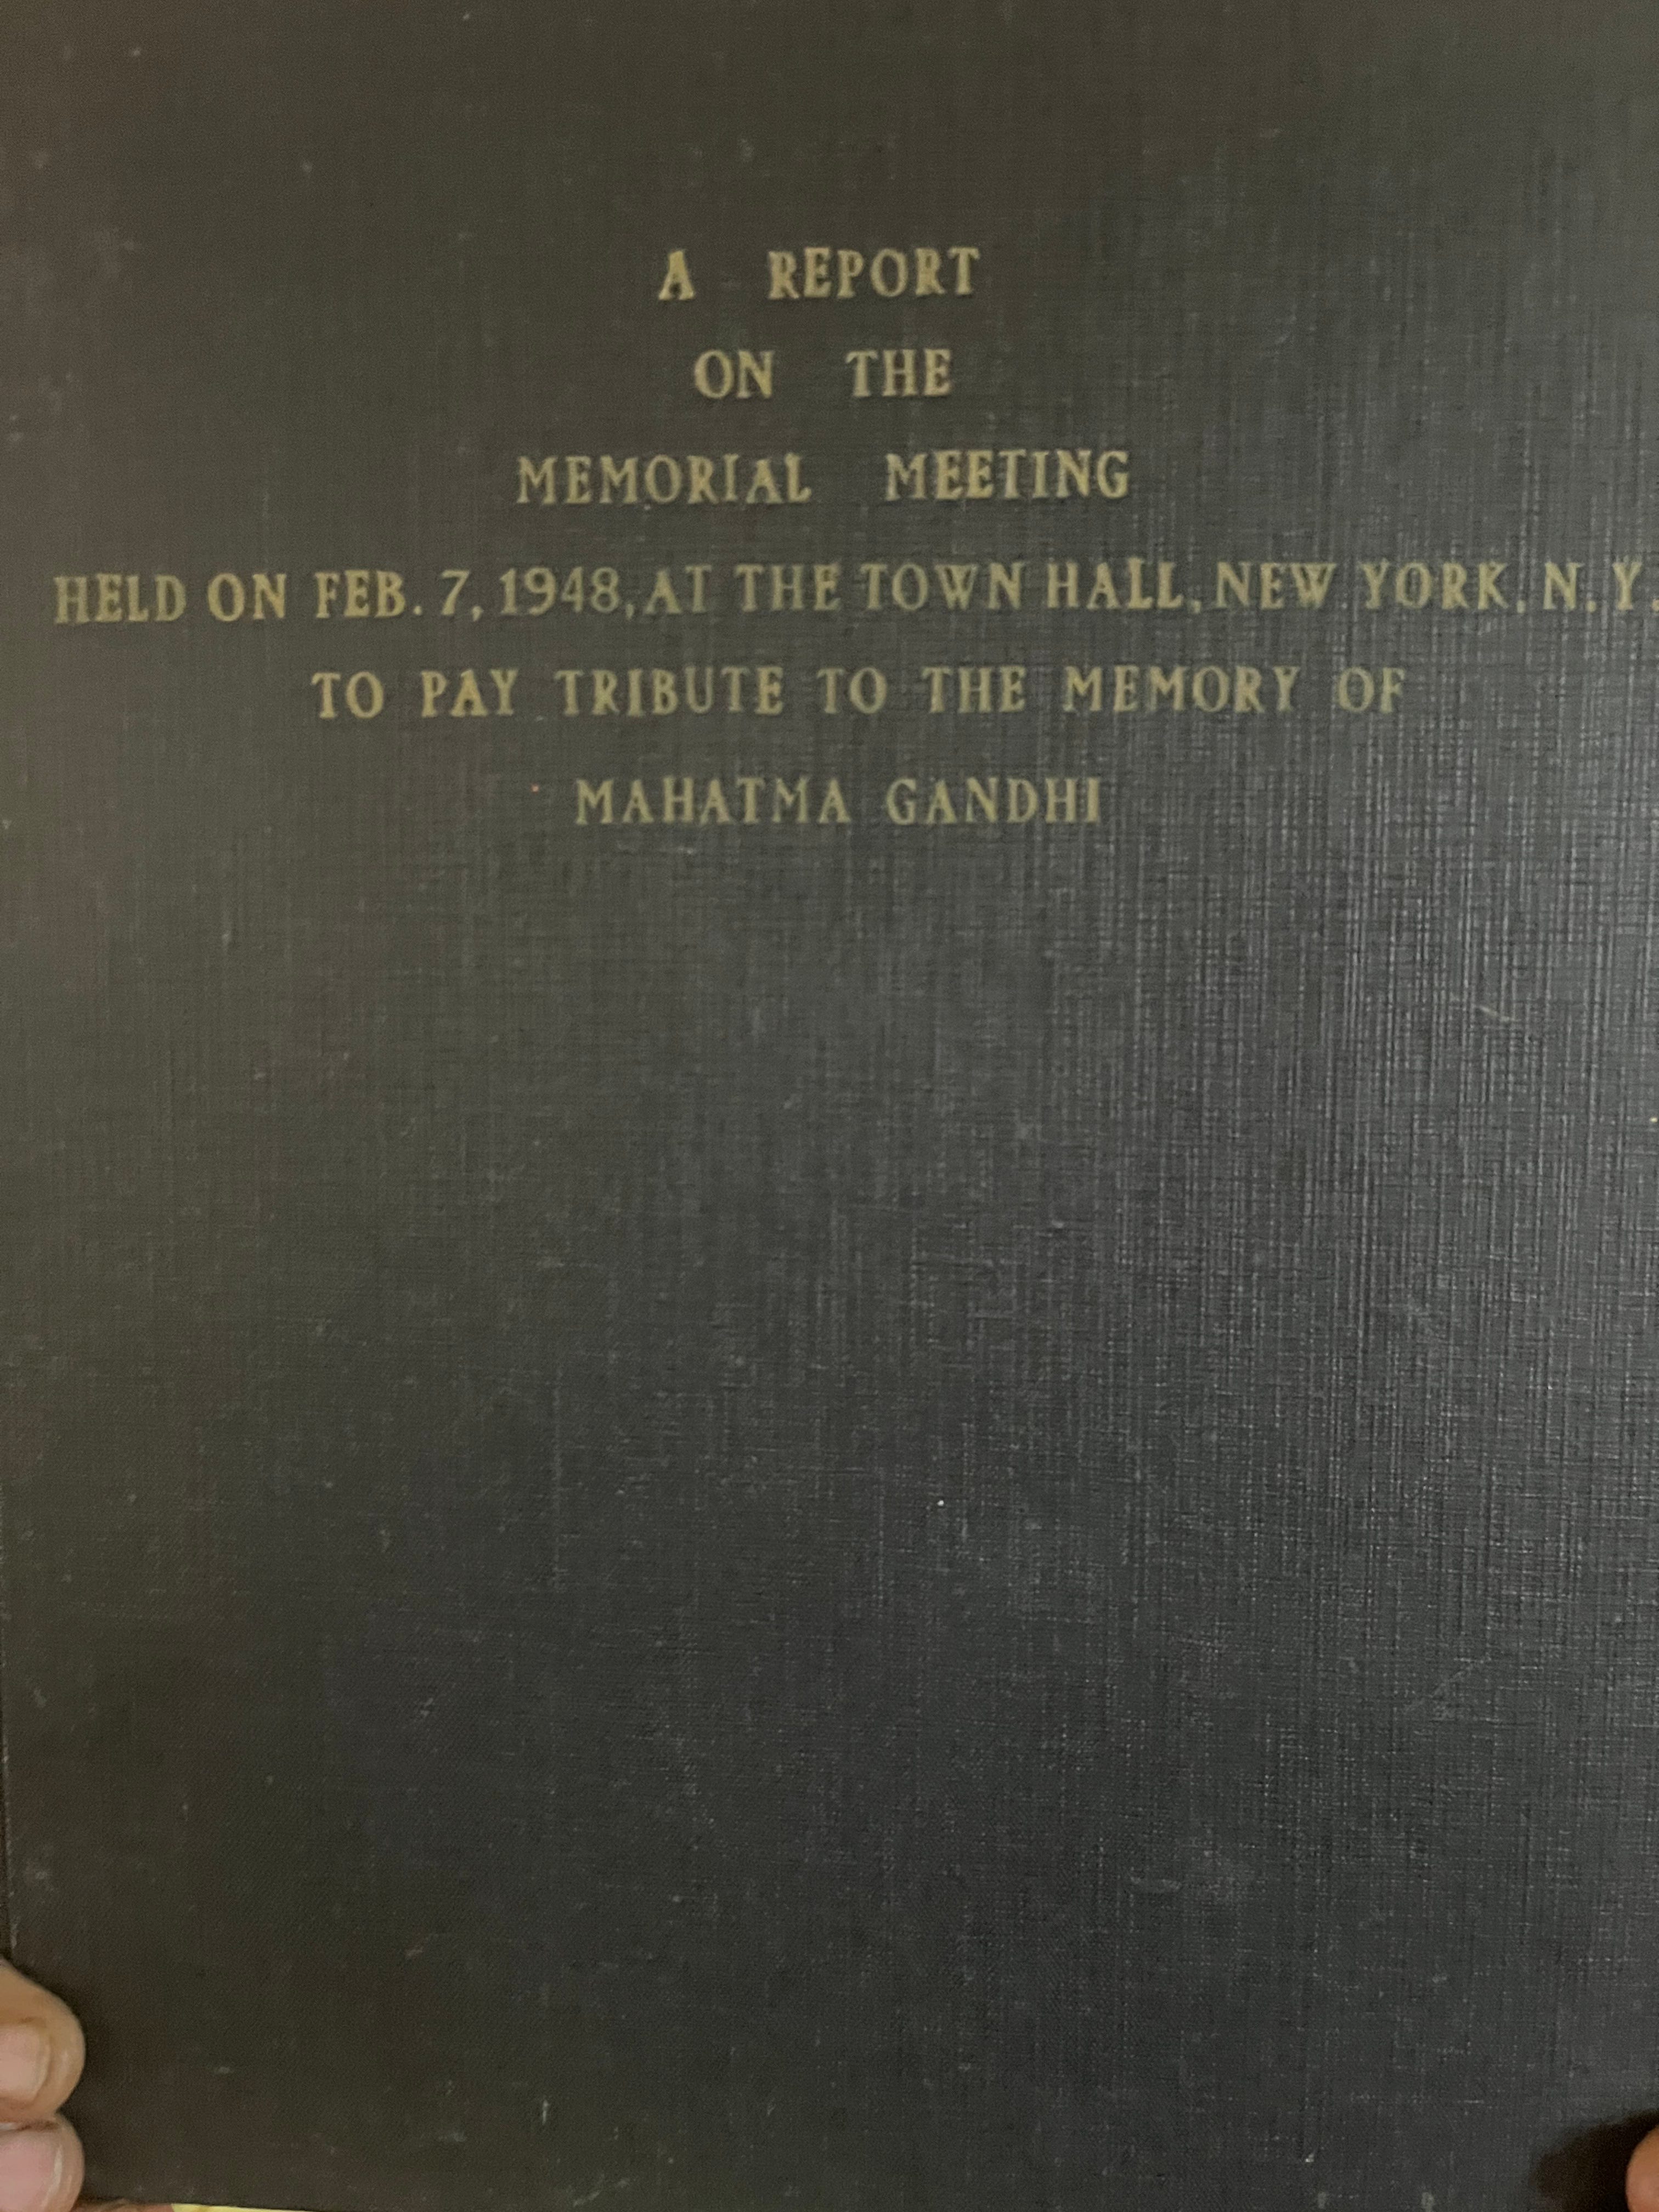 A REPORT
ON THE
MEMORIAL MEETING
HELD ON FEB. 7, 1948, AT THE TOWN HALL, NEW YORK, N. Y.
TO PAY TRIBUTE TO THE MEMORY OF
MAHATMA GANDHI